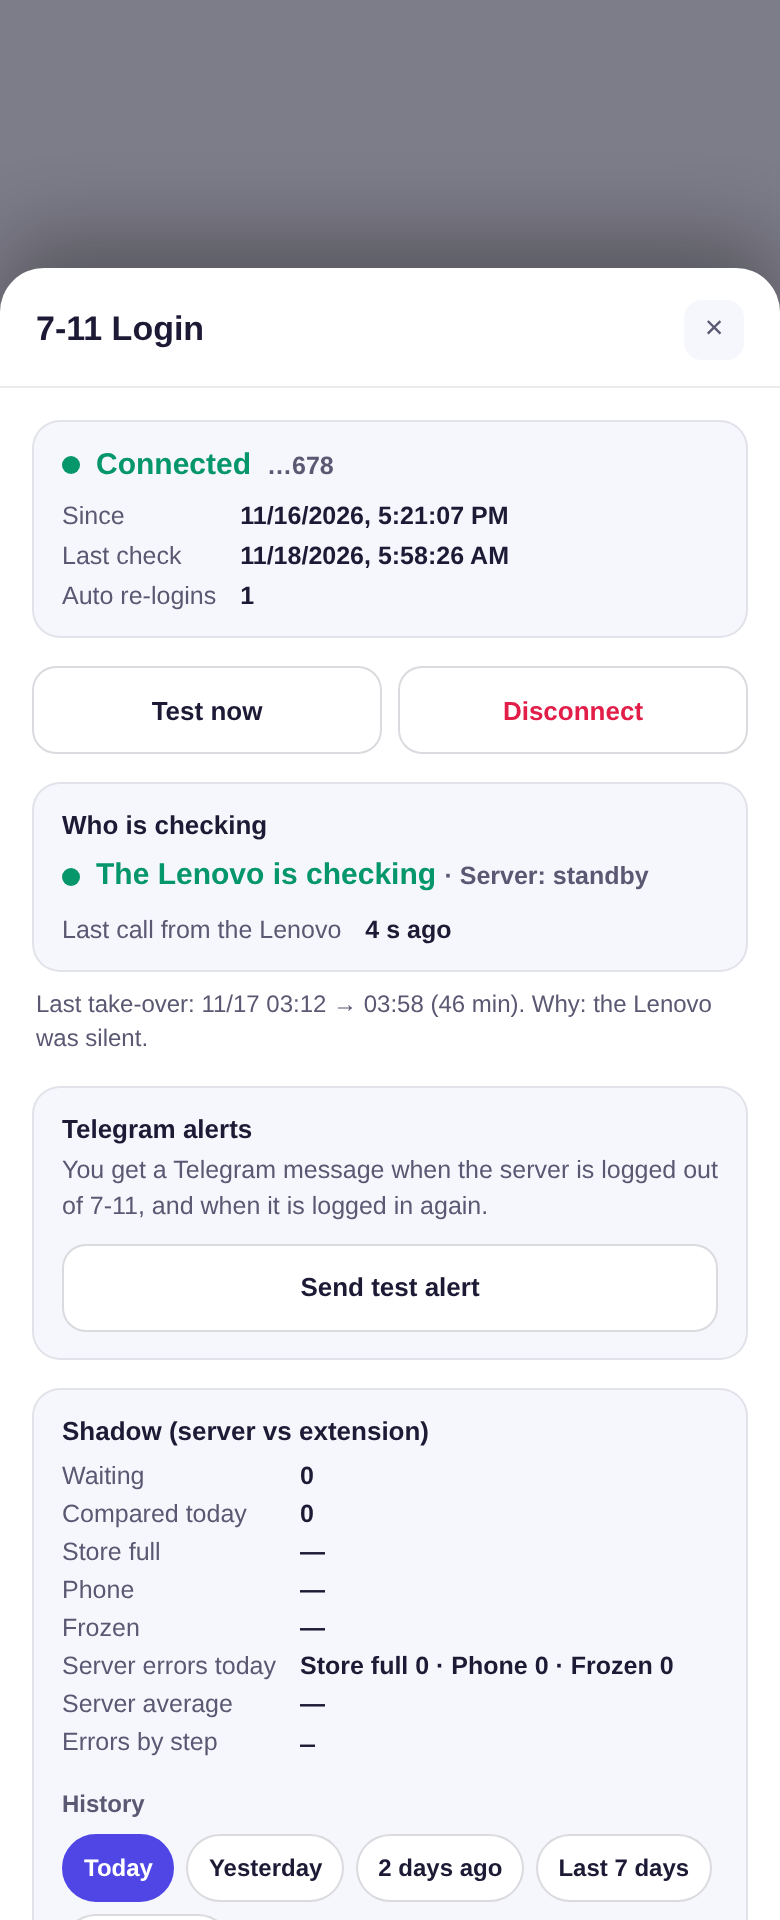 7-11 Login
×
Connected …678
Since 11/16/2026, 5:21:07 PM
Last check 11/18/2026, 5:58:26 AM
Auto re-logins 1
Test now
Disconnect
Who is checking
The Lenovo is checking · Server: standby
Last call from the Lenovo 4 s ago
Last take-over: 11/17 03:12 → 03:58 (46 min). Why: the Lenovo
was silent.
Telegram alerts
You get a Telegram message when the server is logged out
of 7-11, and when it is logged in again.
Send test alert
Shadow (server vs extension)
Waiting 0
Compared today 0
Store full —
Phone —
Frozen —
Server errors today Store full 0 · Phone 0 · Frozen 0
Server average —
Errors by step –
History
Today
Yesterday
2 days ago
Last 7 days